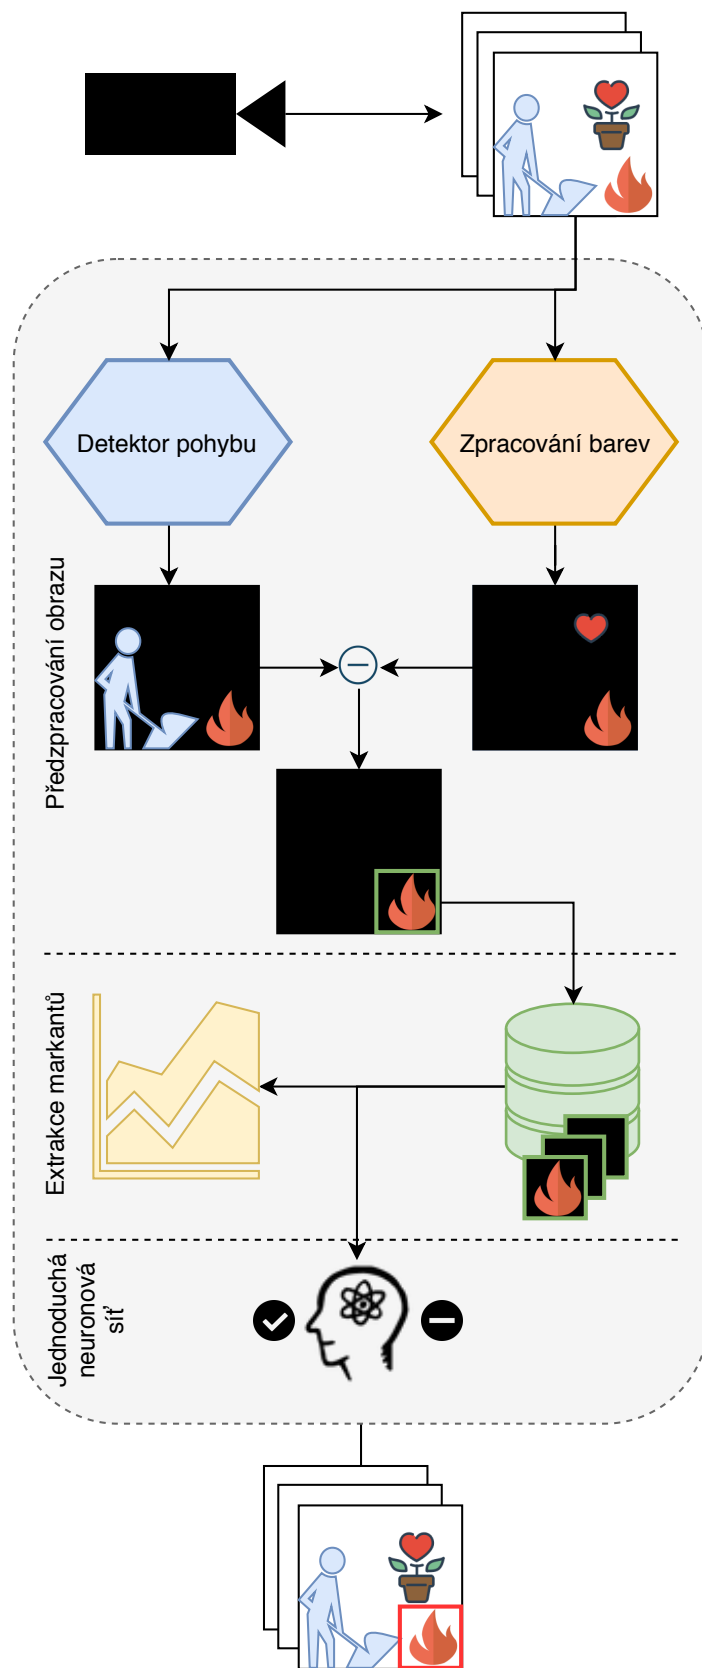 Detektor pohybu
Zpracování barev
Předzpracování obrazu
Extrakce markantů
Jednoduchá
neuronová
síť